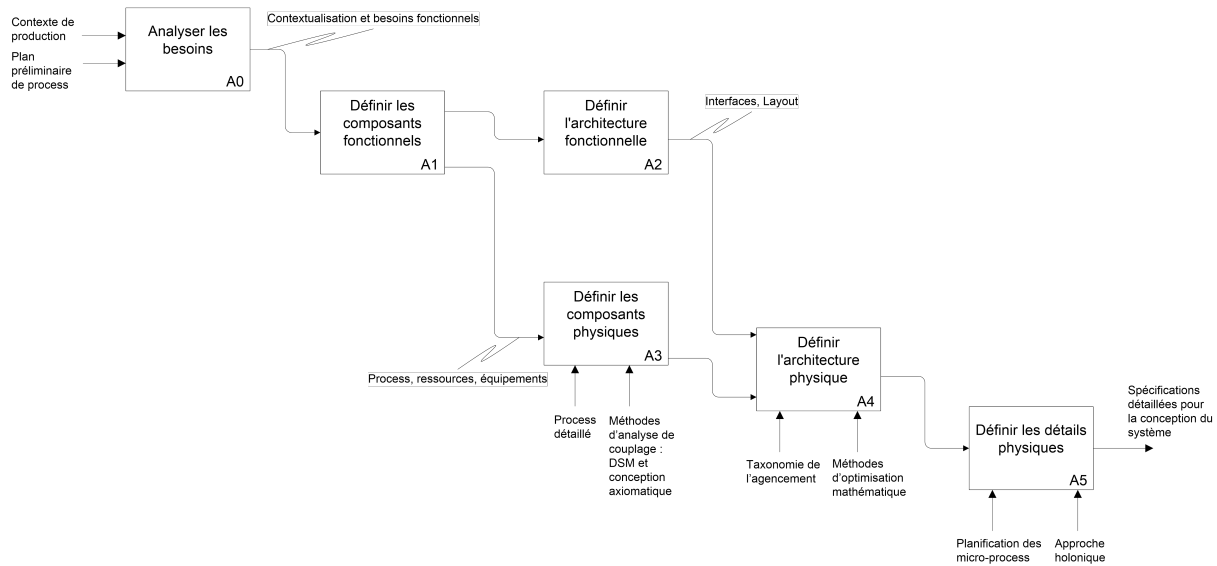 Contexte de
production
Plan
préliminaire
de process
Analyser les
besoins
A0
Contextualisation et besoins fonctionnels
Définir les
composants
fonctionnels
A1
Définir
l'architecture
fonctionnelle
A2
Interfaces, Layout
Process, ressources, équipements
Définir les
composants
physiques
A3
Process
détaillé
Méthodes
d’analyse de
couplage :
DSM et
conception
axiomatique
Définir
l'architecture
physique
A4
Taxonomie de
l’agencement
Méthodes
d’optimisation
mathématique
Définir les détails
physiques
A5
Planification des
micro-process
Approche
holonique
Spécifications
détaillées pour
la conception du
système